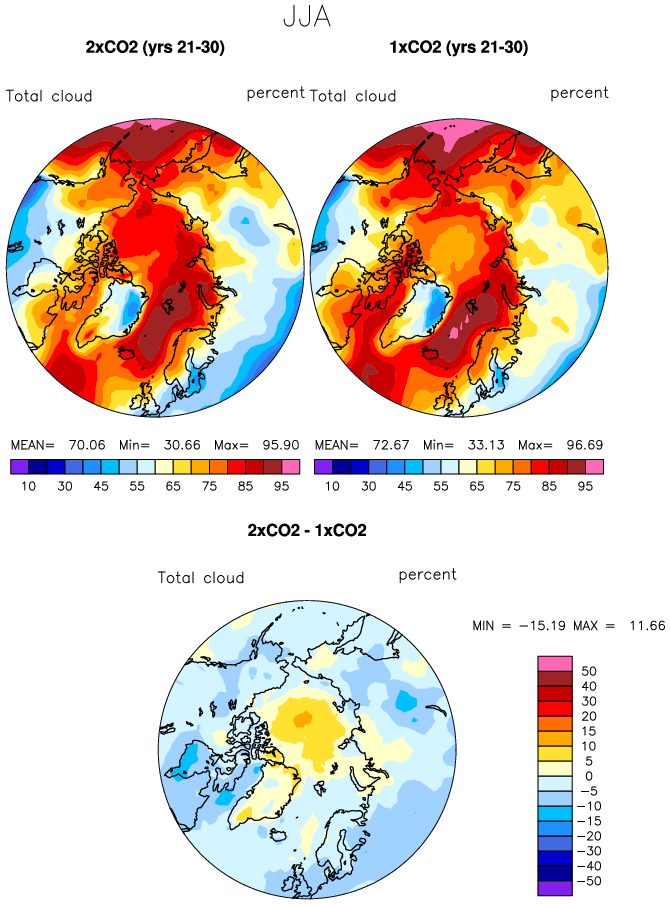 JJA
2xCO2 (yrs 21-30) 1xCO2 (yrs 21-30)
Total cloud percent Total cloud percent
MEAN= 70.06 Min= 30.66 Max= 95.90 MEAN= 72.67 Min= 33.13 Max= 96.69
10 30 45 55 65 75 85 95 10 30 45 55 65 75 85 95
2xCO2 - 1xCO2
Total cloud percent
MIN = -15.19 MAX = 11.66
50
40
30
20
15
10
5
0
-5
-10
-15
-20
-30
-40
-50